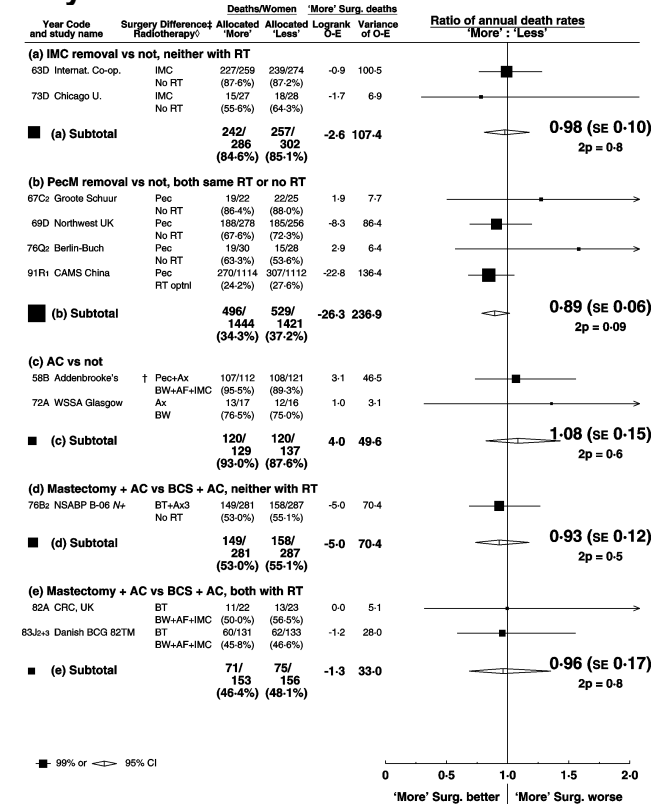 Deaths/Women 'More' Surg. deaths
Year Code Surgery Difference‡ Allocated Allocated Logrank Variance Ratio of annual death rates
and study name Radiotherapy◊ 'More' 'Less' O-E of O-E 'More' : 'Less'
(a) IMC removal vs not, neither with RT
63D Internat. Co-op. IMC 227/259 239/274 -0·9 100·5
No RT (87·6%) (87·2%)
73D Chicago U. IMC 15/27 18/28 -1·7 6·9
No RT (55·6%) (64·3%)
(a) Subtotal 242/ 257/ -2·6 107·4 0·98 (SE 0·10)
286 302 2p = 0·8
(84·6%) (85·1%)
(b) PecM removal vs not, both same RT or no RT
67C2 Groote Schuur Pec 19/22 22/25 1·9 7·7
No RT (86·4%) (88·0%)
69D Northwest UK Pec 188/278 185/256 -8·3 86·4
No RT (67·6%) (72·3%)
76Q2 Berlin-Buch Pec 19/30 15/28 2·9 6·4
No RT (63·3%) (53·6%)
91R1 CAMS China Pec 270/1114 307/1112 -22·8 136·4
RT optnl (24·2%) (27·6%)
(b) Subtotal 496/ 529/ -26·3 236·9 0·89 (SE 0·06)
1444 1421 2p = 0·09
(34·3%) (37·2%)
(c) AC vs not
58B Addenbrooke's † Pec+Ax 107/112 108/121 3·1 46·5
BW+AF+IMC (95·5%) (89·3%)
72A WSSA Glasgow Ax 13/17 12/16 1·0 3·1
BW (76·5%) (75·0%)
(c) Subtotal 120/ 120/ 4·0 49·6 1·08 (SE 0·15)
129 137 2p = 0·6
(93·0%) (87·6%)
(d) Mastectomy + AC vs BCS + AC, neither with RT
76B2 NSABP B-06 N+ BT+Ax3 149/281 158/287 -5·0 70·4
No RT (53·0%) (55·1%)
(d) Subtotal 149/ 158/ -5·0 70·4 0·93 (SE 0·12)
281 287 2p = 0·5
(53·0%) (55·1%)
(e) Mastectomy + AC vs BCS + AC, both with RT
82A CRC, UK BT 11/22 13/23 0·0 5·1
BW+AF+IMC (50·0%) (56·5%)
83J2+3 Danish BCG 82TM BT 60/131 62/133 -1·2 28·0
BW+AF+IMC (45·8%) (46·6%)
(e) Subtotal 71/ 75/ -1·3 33·0 0·96 (SE 0·17)
153 156 2p = 0·8
(46·4%) (48·1%)
99% or 95% CI
0 0·5 1·0 1·5 2·0
'More' Surg. better 'More' Surg. worse